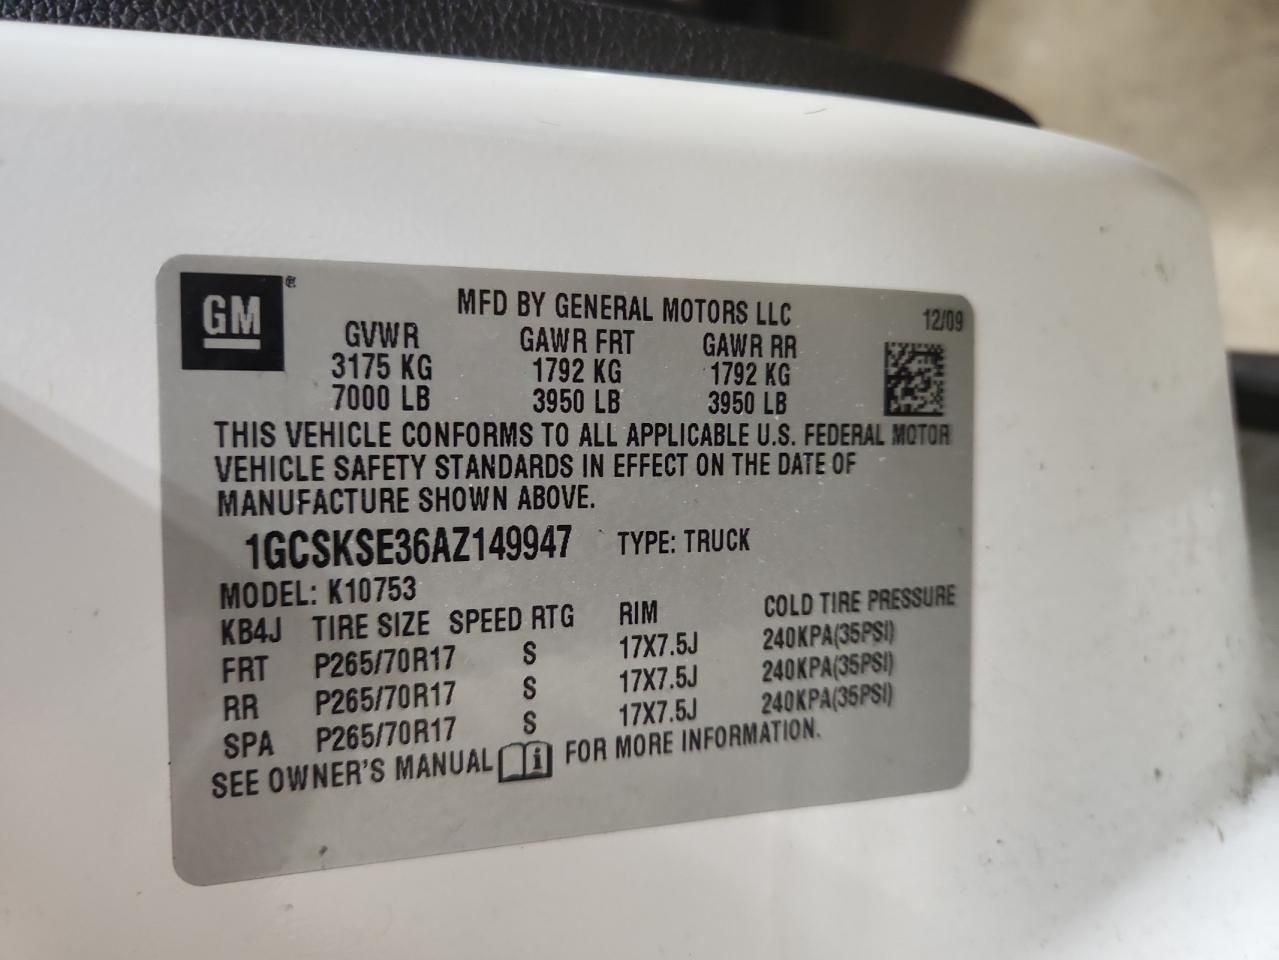 GM
MFD BY GENERAL MOTORS LLC
12/09
GVWR GAWR FRT GAWR RR
3175 KG 1792 KG 1792 KG
7000 LB 3950 LB 3950 LB
THIS VEHICLE CONFORMS TO ALL APPLICABLE U.S. FEDERAL MOTOR
VEHICLE SAFETY STANDARDS IN EFFECT ON THE DATE OF
MANUFACTURE SHOWN ABOVE.
1GCSKSE36AZ149947 TYPE: TRUCK
MODEL: K10753
KB4J TIRE SIZE SPEED RTG RIM COLD TIRE PRESSURE
FRT P265/70R17 S 17X7.5J 240KPA(35PSI)
RR P265/70R17 S 17X7.5J 240KPA(35PSI)
SPA P265/70R17 S 17X7.5J 240KPA(35PSI)
SEE OWNER'S MANUAL i FOR MORE INFORMATION.